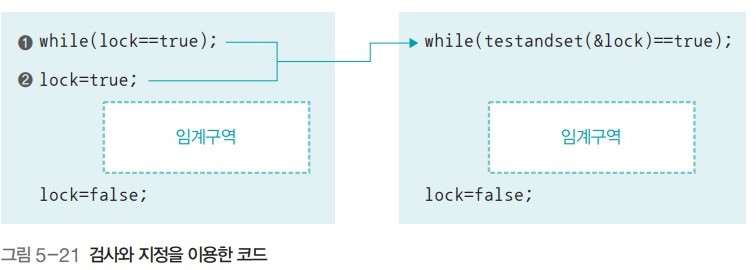 ❶ while(lock==true);
❷ lock=true;
임계구역
lock=false;
while(testandset(&lock)==true);
임계구역
lock=false;
그림 5-21 검사와 지정을 이용한 코드